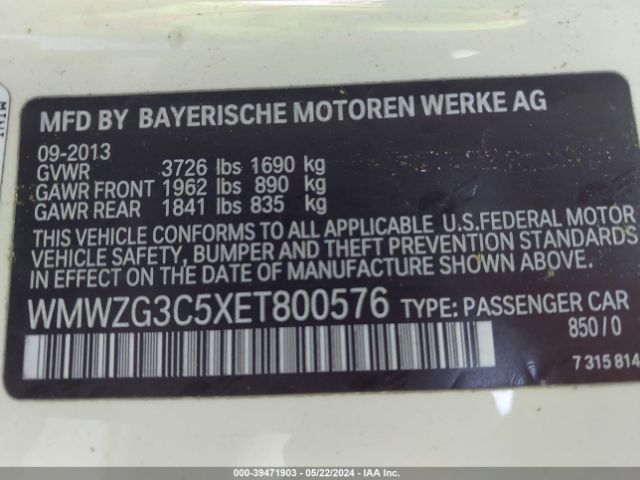 MFD BY BAYERISCHE MOTOREN WERKE AG
09-2013
GVWR 3726 lbs 1690 kg
GAWR FRONT 1962 lbs 890 kg
GAWR REAR 1841 lbs 835 kg
THIS VEHICLE CONFORMS TO ALL APPLICABLE U.S.FEDERAL MOTOR
VEHICLE SAFETY, BUMPER AND THEFT PREVENTION STANDARDS
IN EFFECT ON THE DATE OF MANUFACTURE SHOWN ABOVE.
WMWZG3C5XET800576 TYPE: PASSENGER CAR
850/0
7 315 814
000-39471903 - 05/22/2024 - IAA Inc.